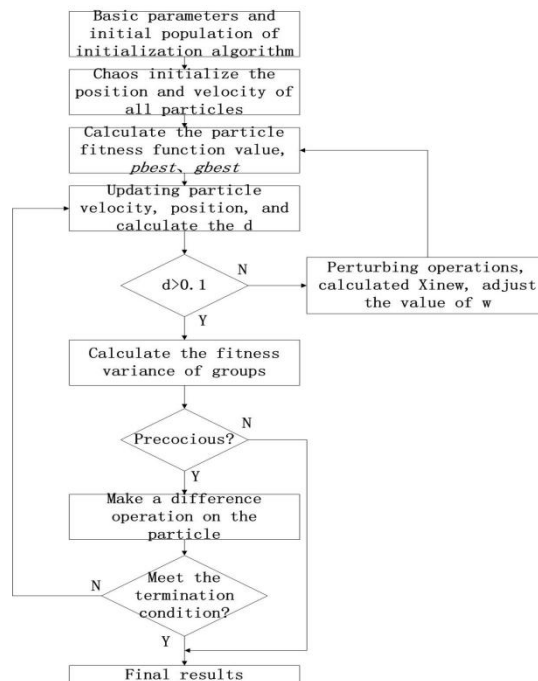 Basic parameters and
initial population of
initialization algorithm
Chaos initialize the
position and velocity of
all particles
Calculate the particle
fitness function value,
pbest、gbest
Updating particle
velocity, position, and
calculate the d
d>0.1
N
Perturbing operations,
calculated Xinew, adjust
the value of w
Y
Calculate the fitness
variance of groups
Precocious?
N
Y
Make a difference
operation on the
particle
Meet the
termination
condition?
N
Y
Final results